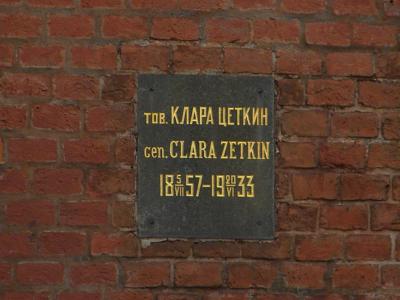 тов. КЛАРА ЦЕТКИН
gen. CLARA ZETKIN
18 5/VII 57–19 20/VI 33